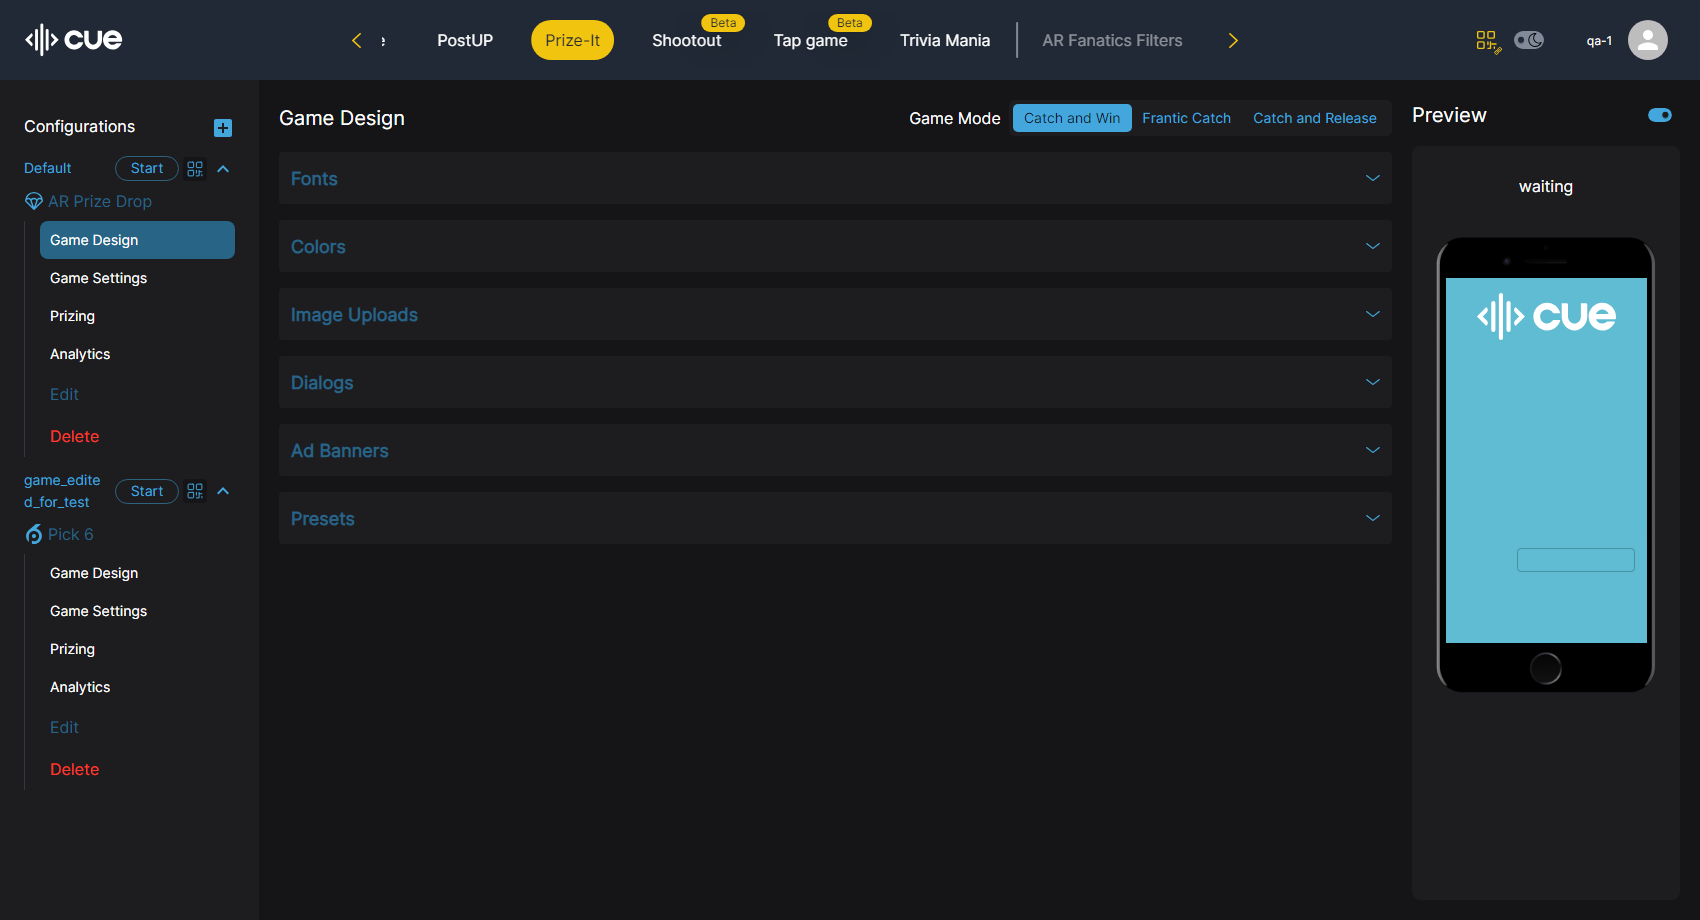 cue
PostUP
Prize-It
Beta
Shootout
Beta
Tap game
Trivia Mania
AR Fanatics Filters
qa-1
Configurations
Default
Start
AR Prize Drop
Game Design
Game Settings
Prizing
Analytics
Edit
Delete
game_edite
d_for_test
Start
Pick 6
Game Design
Game Settings
Prizing
Analytics
Edit
Delete
Game Design
Game Mode
Catch and Win
Frantic Catch
Catch and Release
Fonts
Colors
Image Uploads
Dialogs
Ad Banners
Presets
Preview
waiting
cue